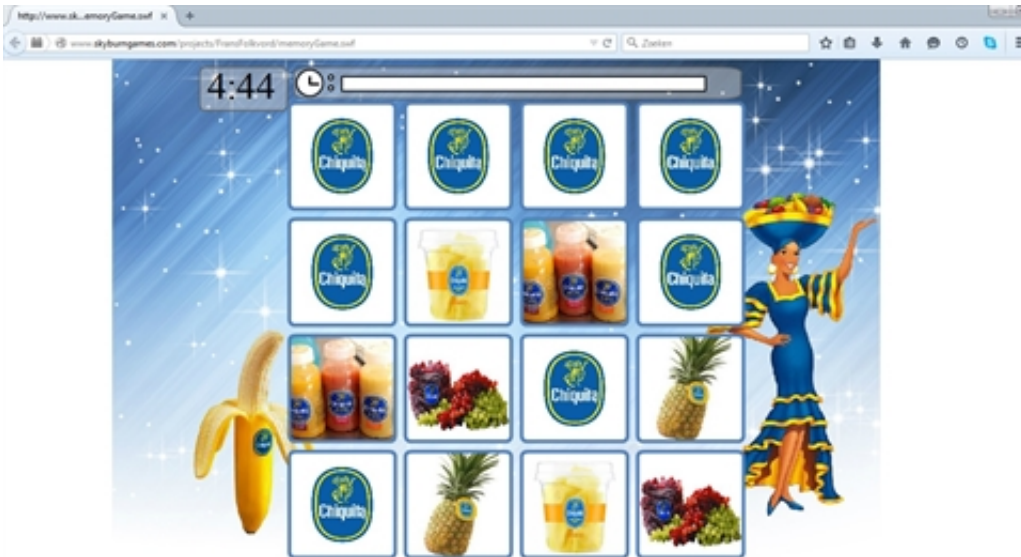 http://www.sk...emoryGame.swf
www.skyburngames.com/projects/FransFolkvord/memoryGame.swf
Zoeken
4:44
Chiquita
Chiquita
Chiquita
Chiquita
Chiquita
Chiquita
Chiquita
Chiquita